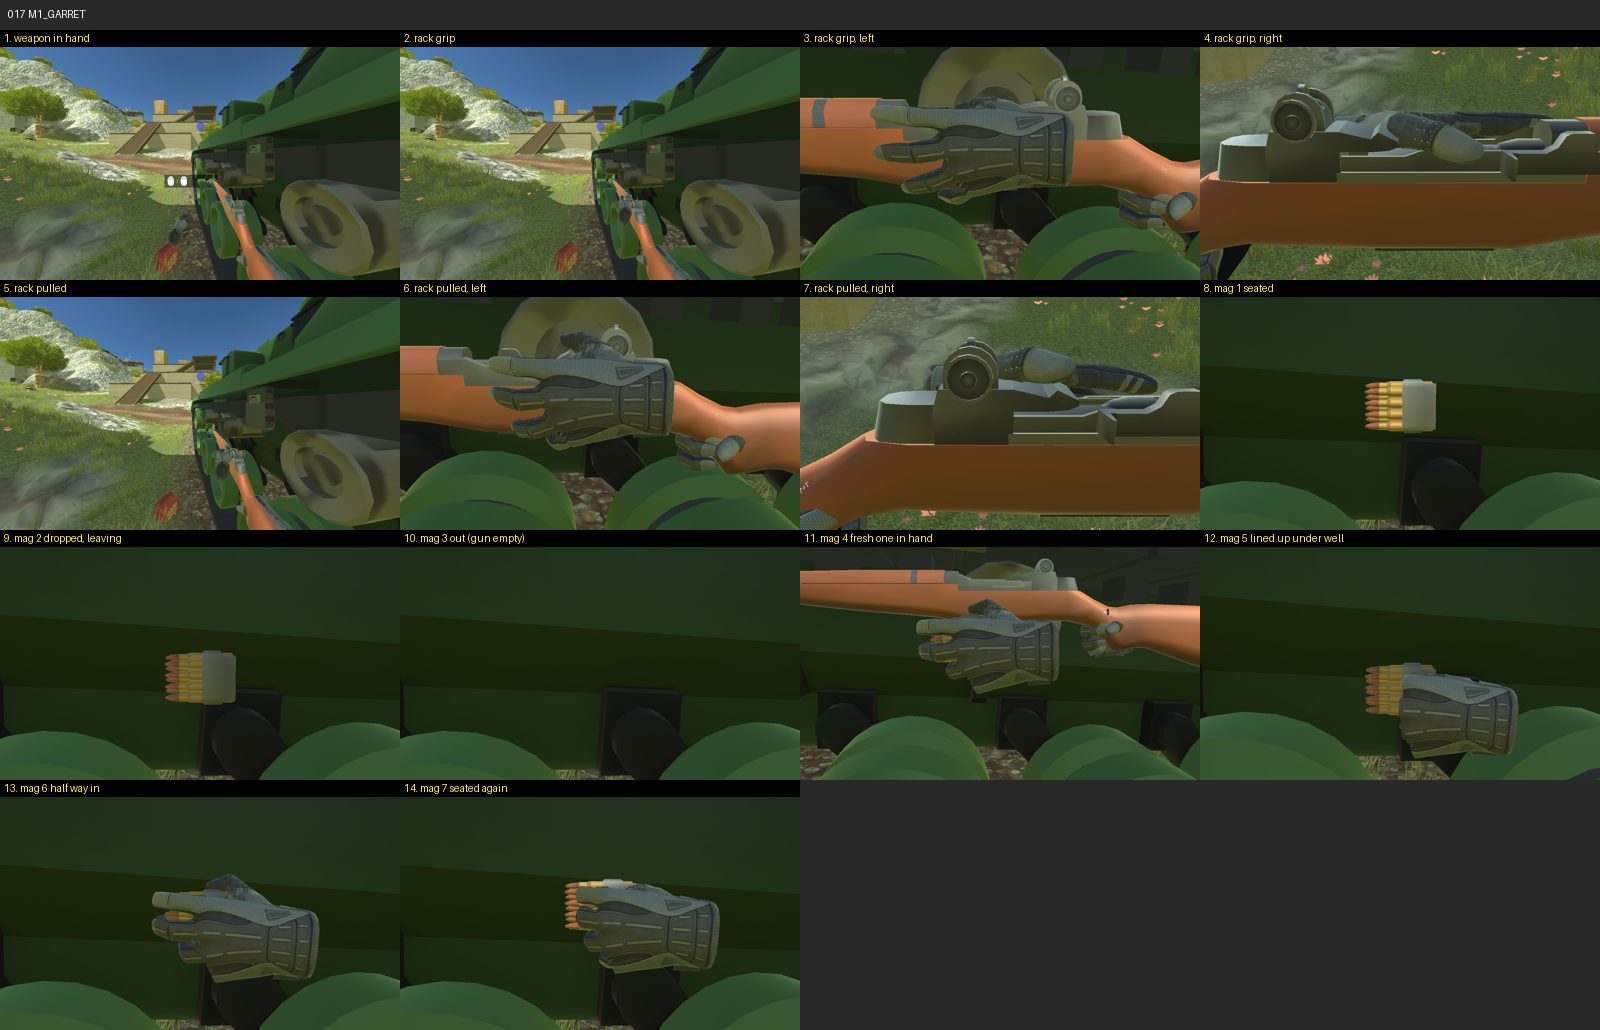 017 M1_GARRET
1. weapon in hand
2. rack grip
3. rack grip, left
4. rack grip, right
5. rack pulled
6. rack pulled, left
7. rack pulled, right
8. mag 1 seated
9. mag 2 dropped, leaving
10. mag 3 out (gun empty)
11. mag 4 fresh one in hand
12. mag 5 lined up under well
13. mag 6 half way in
14. mag 7 seated again